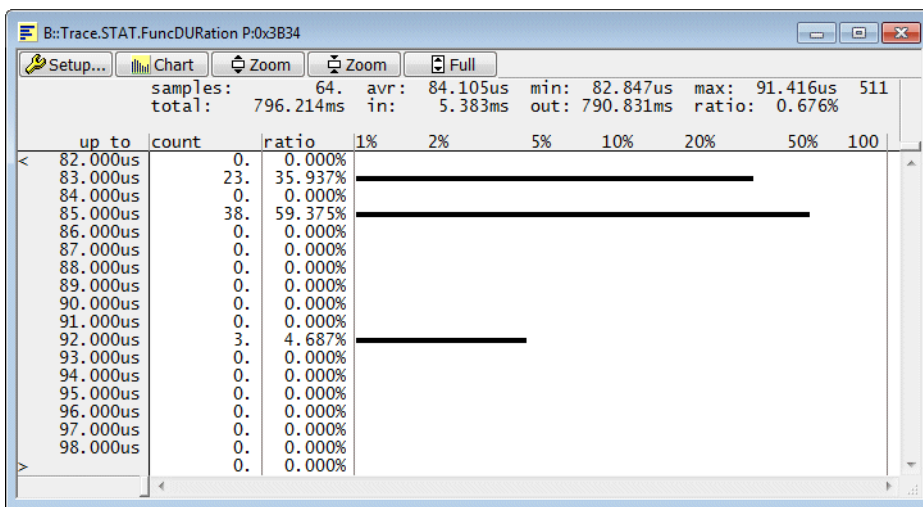 B::Trace.STAT.FuncDURation P:0x3B34
Setup... Chart Zoom Zoom Full
samples: 64. avr: 84.105us min: 82.847us max: 91.416us 511
total: 796.214ms in: 5.383ms out: 790.831ms ratio: 0.676%
up to count ratio 1% 2% 5% 10% 20% 50% 100
< 82.000us 0. 0.000%
83.000us 23. 35.937%
84.000us 0. 0.000%
85.000us 38. 59.375%
86.000us 0. 0.000%
87.000us 0. 0.000%
88.000us 0. 0.000%
89.000us 0. 0.000%
90.000us 0. 0.000%
91.000us 0. 0.000%
92.000us 3. 4.687%
93.000us 0. 0.000%
94.000us 0. 0.000%
95.000us 0. 0.000%
96.000us 0. 0.000%
97.000us 0. 0.000%
98.000us 0. 0.000%
> 0. 0.000%